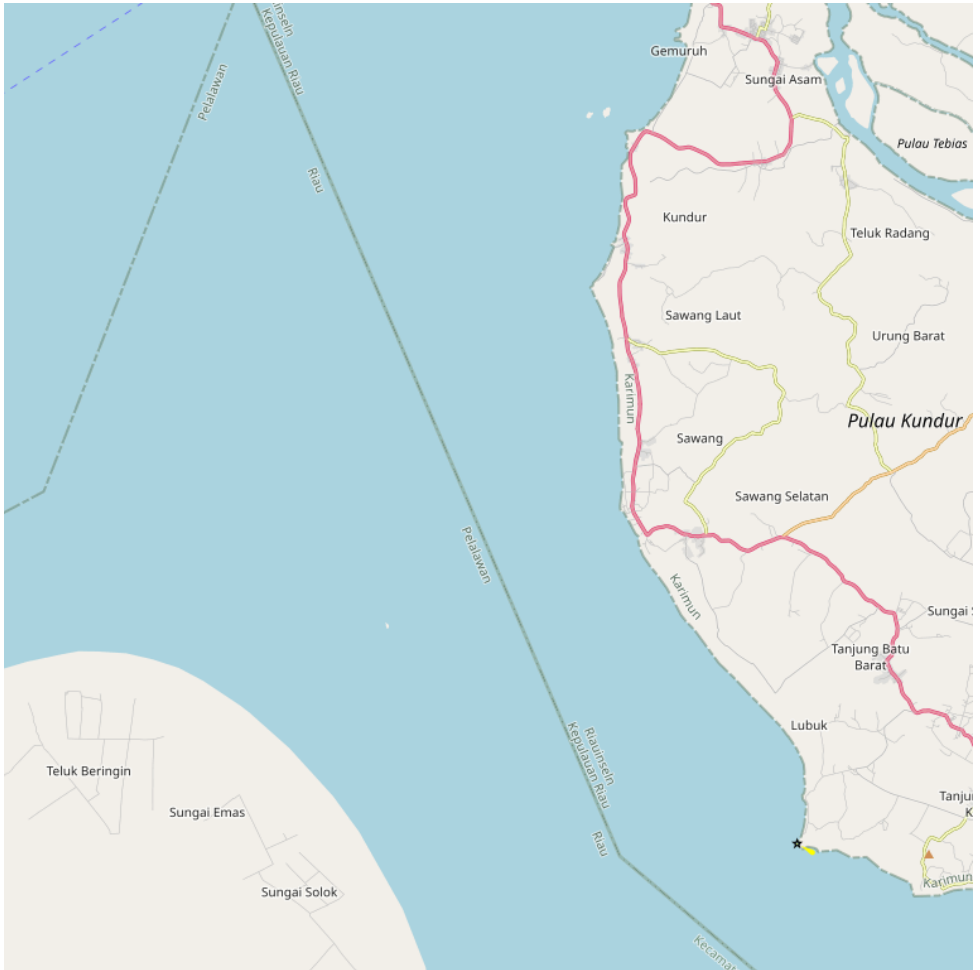 Riauinseln
Kepulauan Riau
Pelalawan
Riau
Gemuruh
Sungai Asam
Pulau Tebias
Kundur
Teluk Radang
Sawang Laut
Urung Barat
Karimun
Pulau Kundur
Sawang
Sawang Selatan
Pelalawan
Karimun
Sungai
Tanjung Batu
Barat
Lubuk
Riauinseln
Kepulauan Riau
Teluk Beringin
Sungai Emas
Riau
Karimun
Sungai Solok